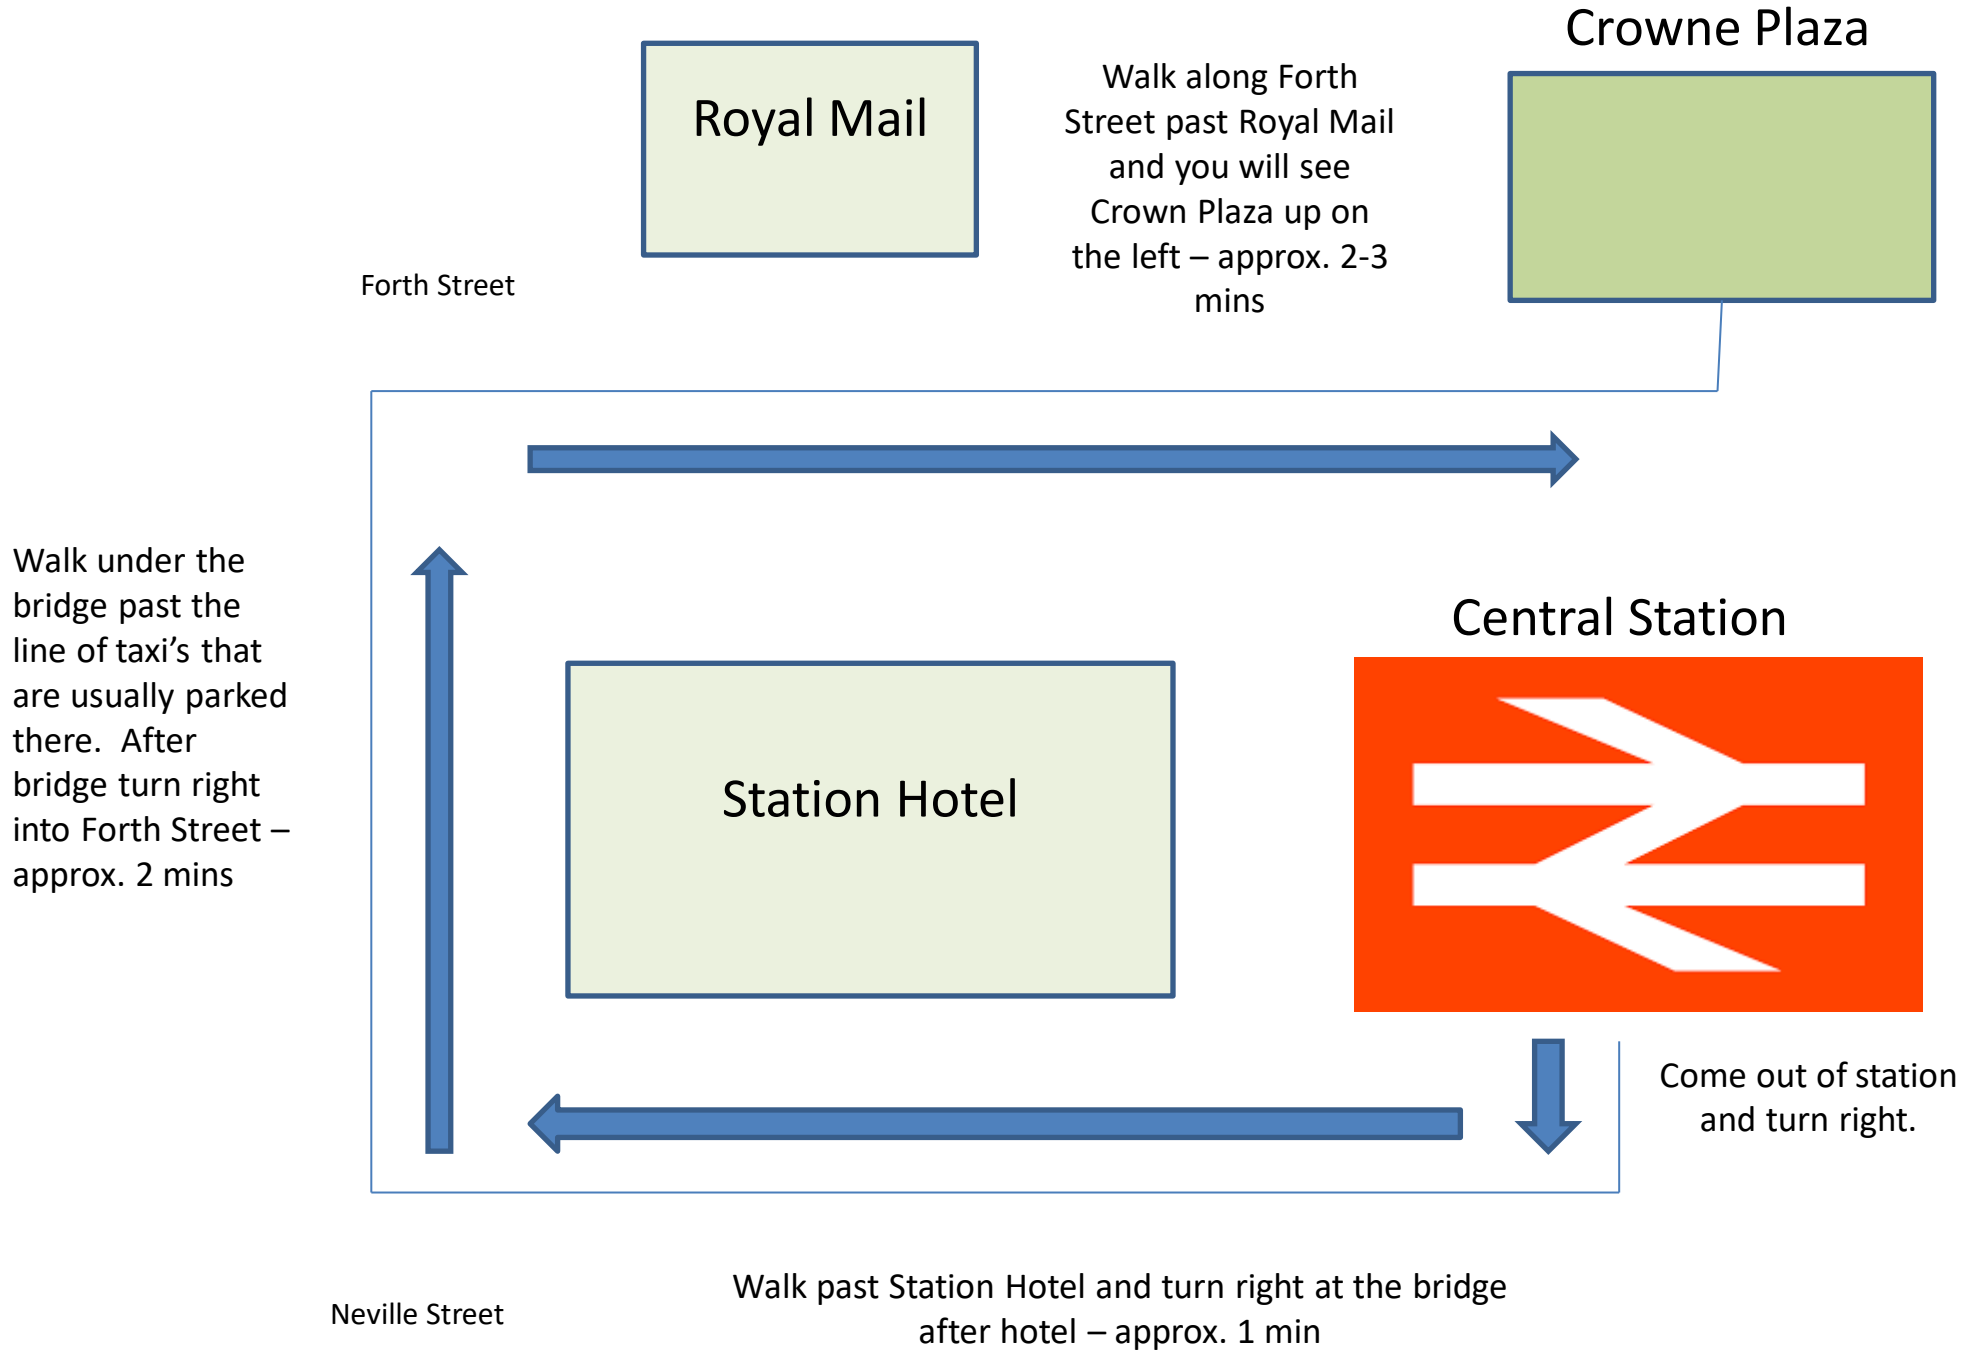 Crowne Plaza
Royal Mail
Walk along Forth
Street past Royal Mail
and you will see
Crown Plaza up on
the left – approx. 2-3
mins
Forth Street
Walk under the
bridge past the
line of taxi’s that
are usually parked
there.  After
bridge turn right
into Forth Street –
approx. 2 mins
Central Station
Station Hotel
Come out of station
and turn right.
Walk past Station Hotel and turn right at the bridge
after hotel – approx. 1 min
Neville Street